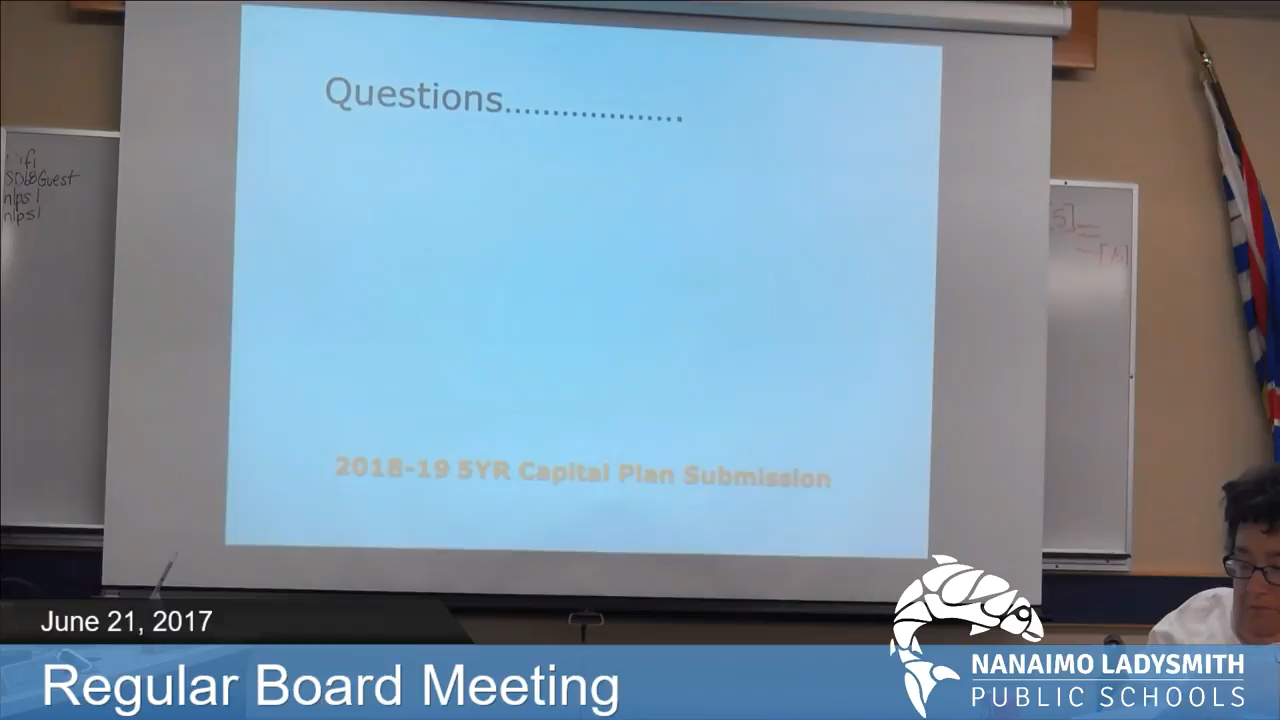 Questions..................
2018-19 5YR Capital Plan Submission
SD68Guest
nlps1
nlps1
[5]
[A]
June 21, 2017
Regular Board Meeting
NANAIMO LADYSMITH
PUBLIC SCHOOLS